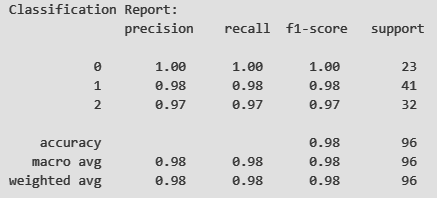 Classification Report:
precision recall f1-score support
0 1.00 1.00 1.00 23
1 0.98 0.98 0.98 41
2 0.97 0.97 0.97 32
accuracy 0.98 96
macro avg 0.98 0.98 0.98 96
weighted avg 0.98 0.98 0.98 96